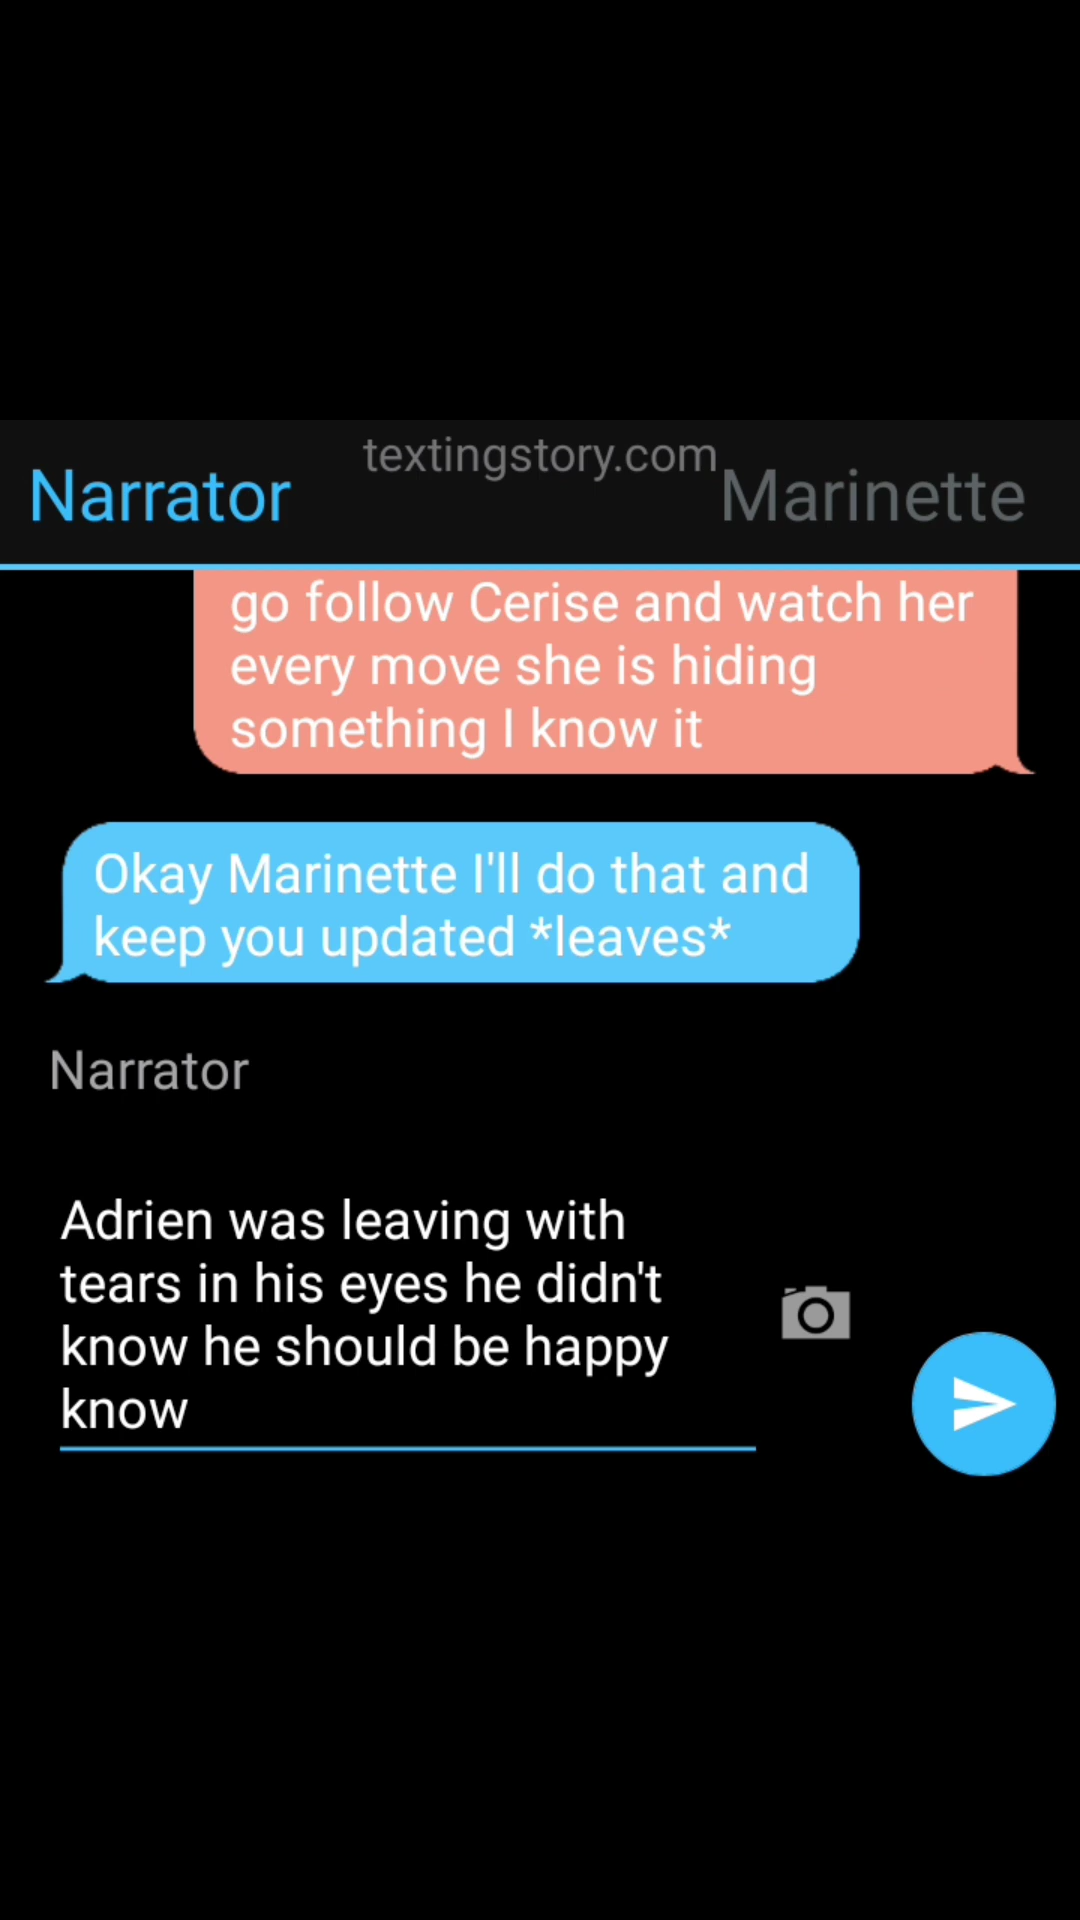 textingstory.com
Narrator
Marinette
go follow Cerise and watch her
every move she is hiding
something I know it
Okay Marinette I'll do that and
keep you updated *leaves*
Narrator
Adrien was leaving with
tears in his eyes he didn't
know he should be happy
know